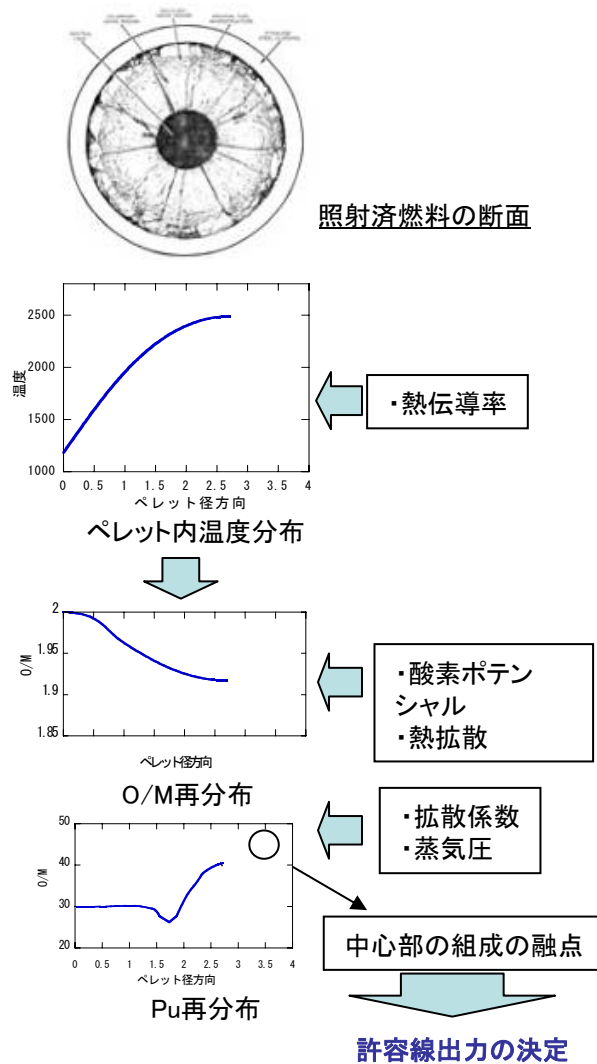 照射済燃料の断面
2500
2000
1500
1000
温度
0 0.5 1 1.5 2 2.5 3 3.5 4
ペレット径方向
・熱伝導率
ペレット内温度分布
2
1.95
1.9
1.85
O/M
ペレット径方向
・酸素ポテン
シャル
・熱拡散
O/M再分布
50
40
30
20
O/M
0 0.5 1 1.5 2 2.5 3 3.5 4
ペレット径方向
・拡散係数
・蒸気圧
Pu再分布
中心部の組成の融点
許容線出力の決定